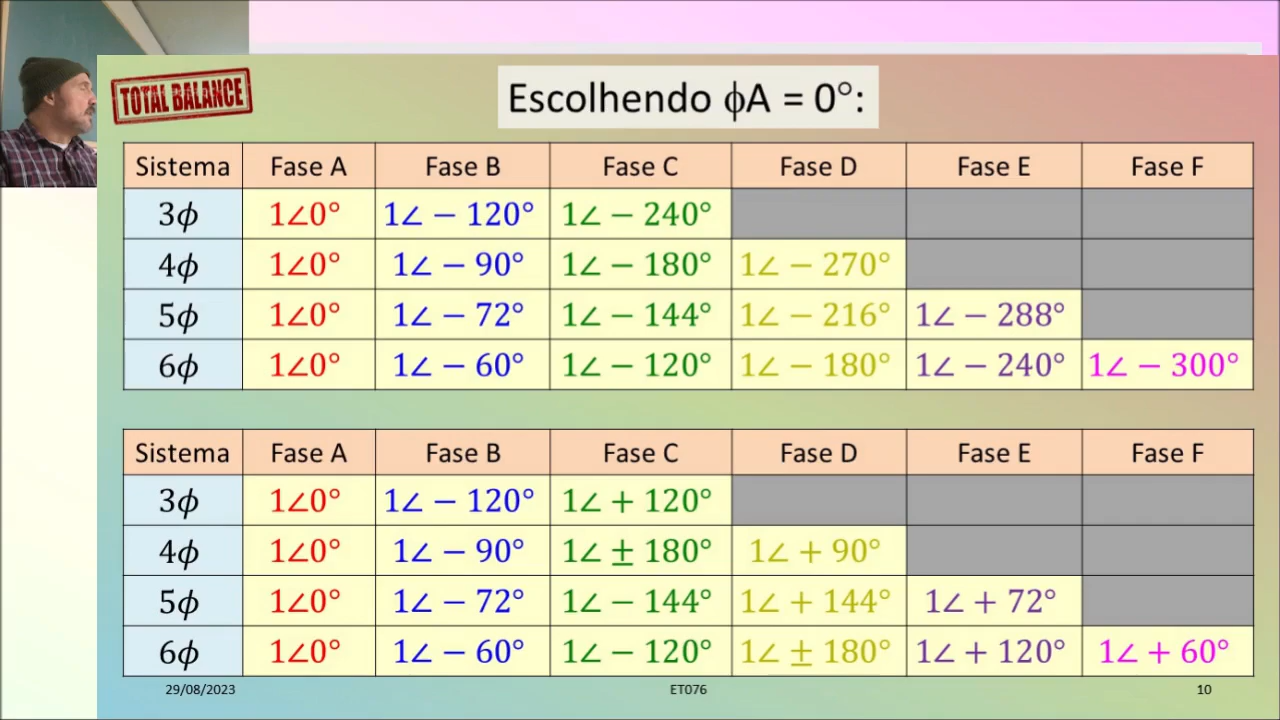 TOTAL BALANCE
Escolhendo ϕA = 0°:
Sistema Fase A Fase B Fase C Fase D Fase E Fase F
3ϕ 1∠0° 1∠ − 120° 1∠ − 240°
4ϕ 1∠0° 1∠ − 90° 1∠ − 180° 1∠ − 270°
5ϕ 1∠0° 1∠ − 72° 1∠ − 144° 1∠ − 216° 1∠ − 288°
6ϕ 1∠0° 1∠ − 60° 1∠ − 120° 1∠ − 180° 1∠ − 240° 1∠ − 300°
Sistema Fase A Fase B Fase C Fase D Fase E Fase F
3ϕ 1∠0° 1∠ − 120° 1∠ + 120°
4ϕ 1∠0° 1∠ − 90° 1∠ ± 180° 1∠ + 90°
5ϕ 1∠0° 1∠ − 72° 1∠ − 144° 1∠ + 144° 1∠ + 72°
6ϕ 1∠0° 1∠ − 60° 1∠ − 120° 1∠ ± 180° 1∠ + 120° 1∠ + 60°
29/08/2023 ET076 10